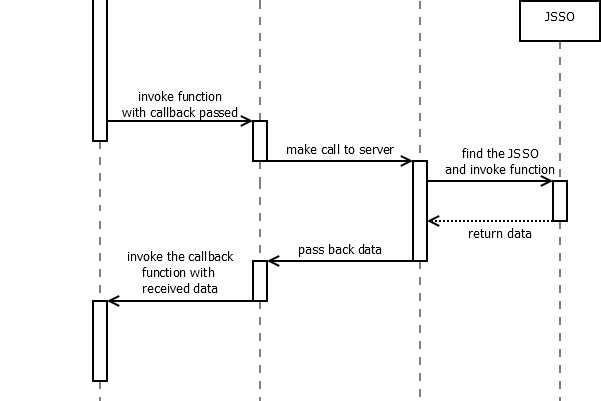 JSSO
invoke function
with callback passed
make call to server
find the JSSO
and invoke function
return data
pass back data
invoke the callback
function with
received data